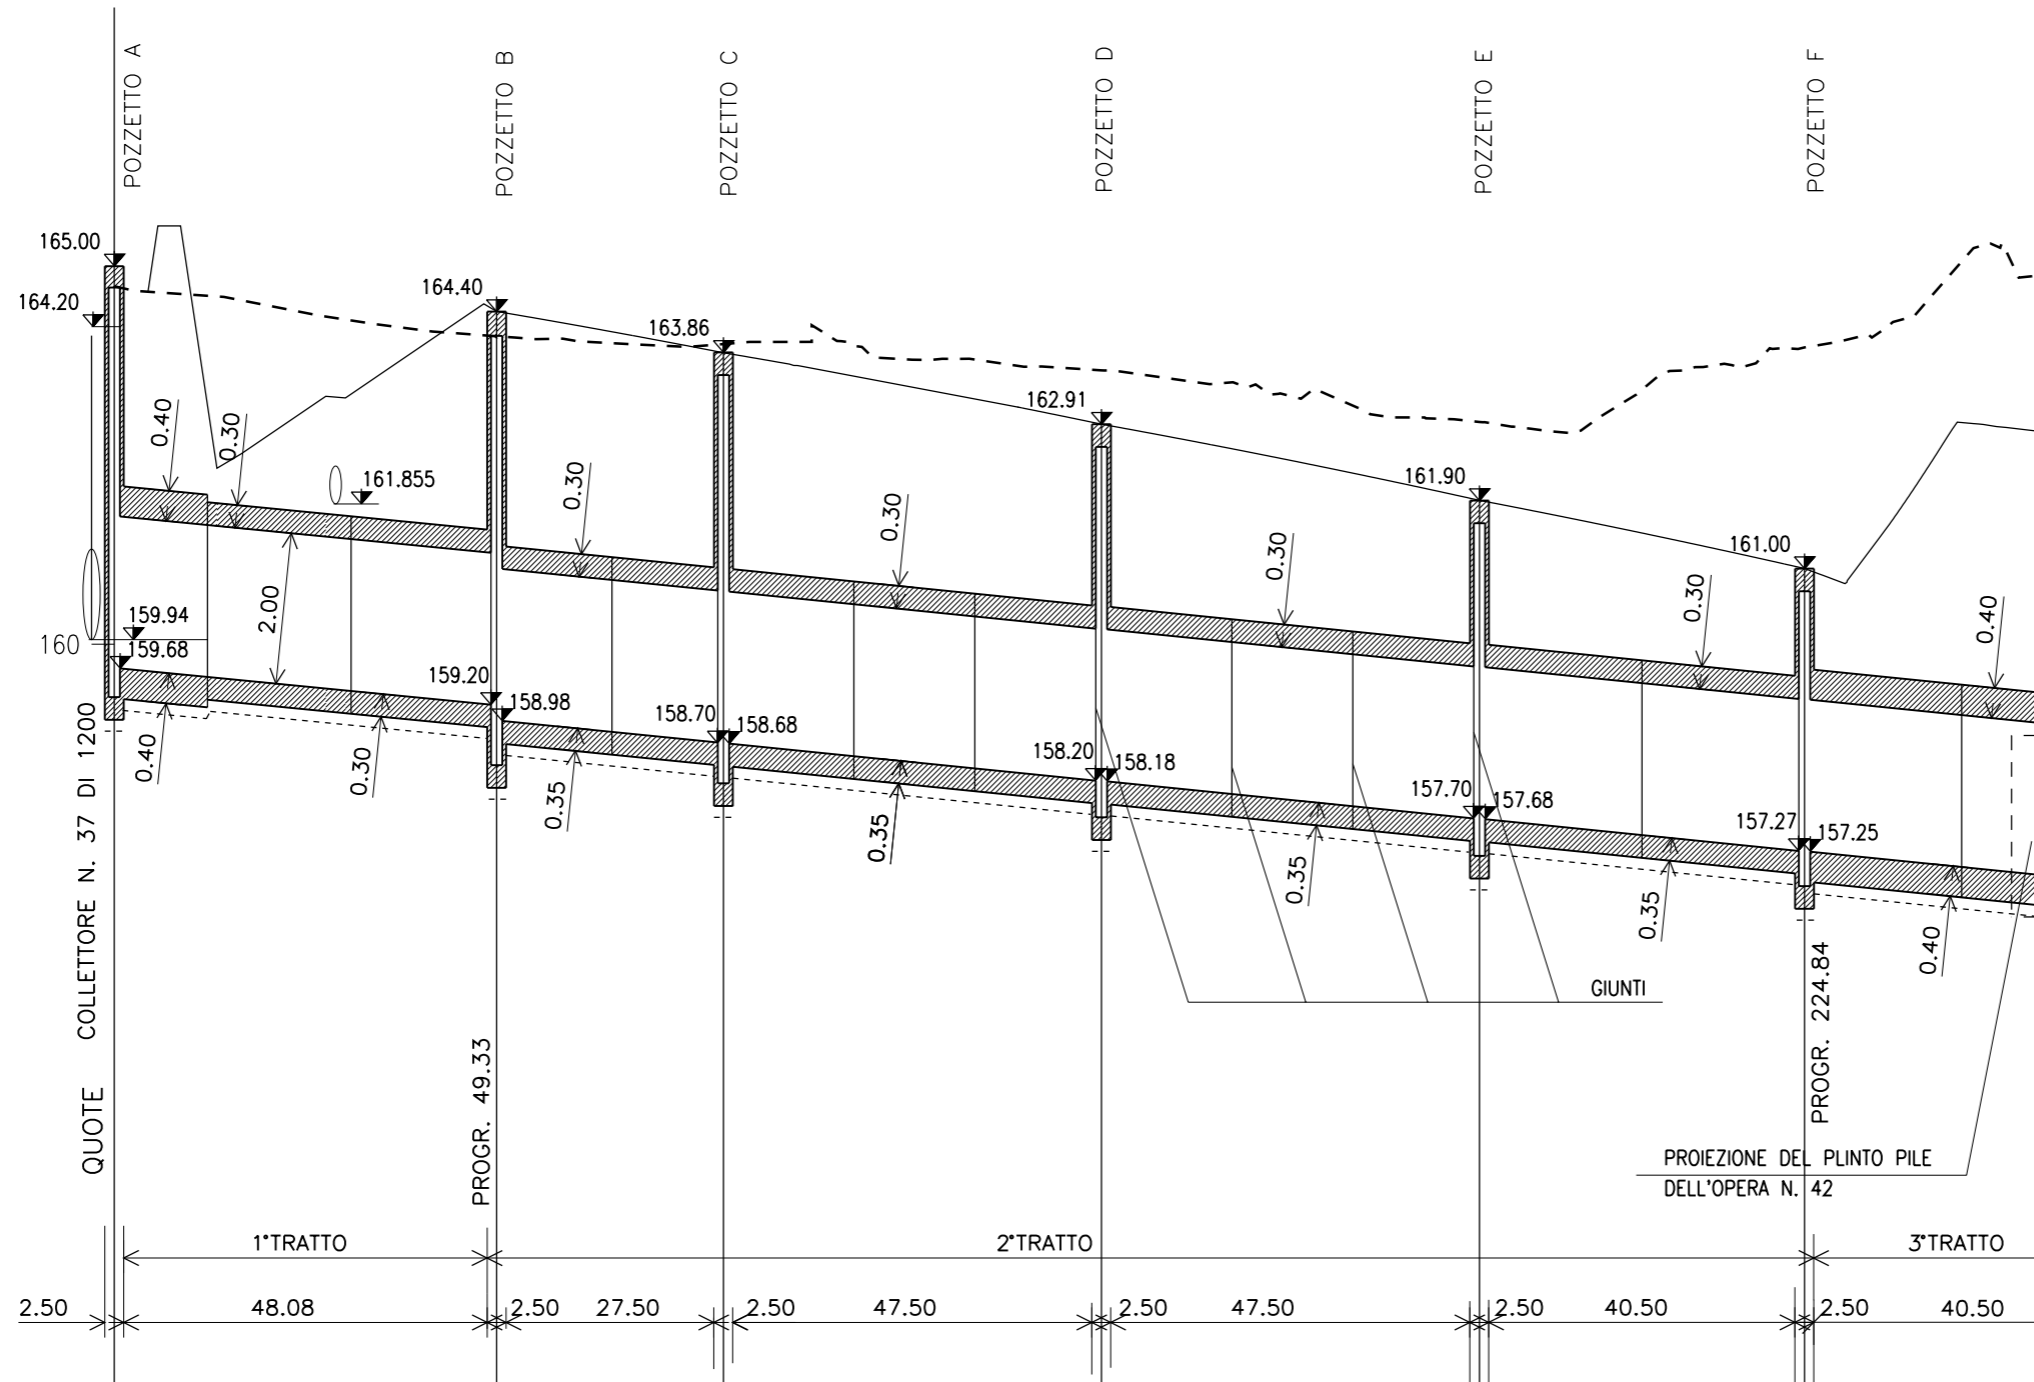 POZZETTO A
POZZETTO B
POZZETTO C
POZZETTO D
POZZETTO E
POZZETTO F
165.00
164.20
164.40
163.86
162.91
161.90
161.00
0.40
0.30
161.855
0.30
0.30
0.30
0.30
0.40
2.00
159.94
160
159.68
159.20
158.98
158.70
158.68
158.20
158.18
157.70
157.68
157.27
157.25
0.40
0.30
0.35
0.35
0.35
0.35
0.40
GIUNTI
QUOTE COLLETTORE N. 37 DI 1200
PROGR. 49.33
PROGR. 224.84
PROIEZIONE DEL PLINTO PILE
DELL'OPERA N. 42
1°TRATTO
2°TRATTO
3°TRATTO
2.50 48.08 2.50 27.50 2.50 47.50 2.50 47.50 2.50 40.50 2.50 40.50